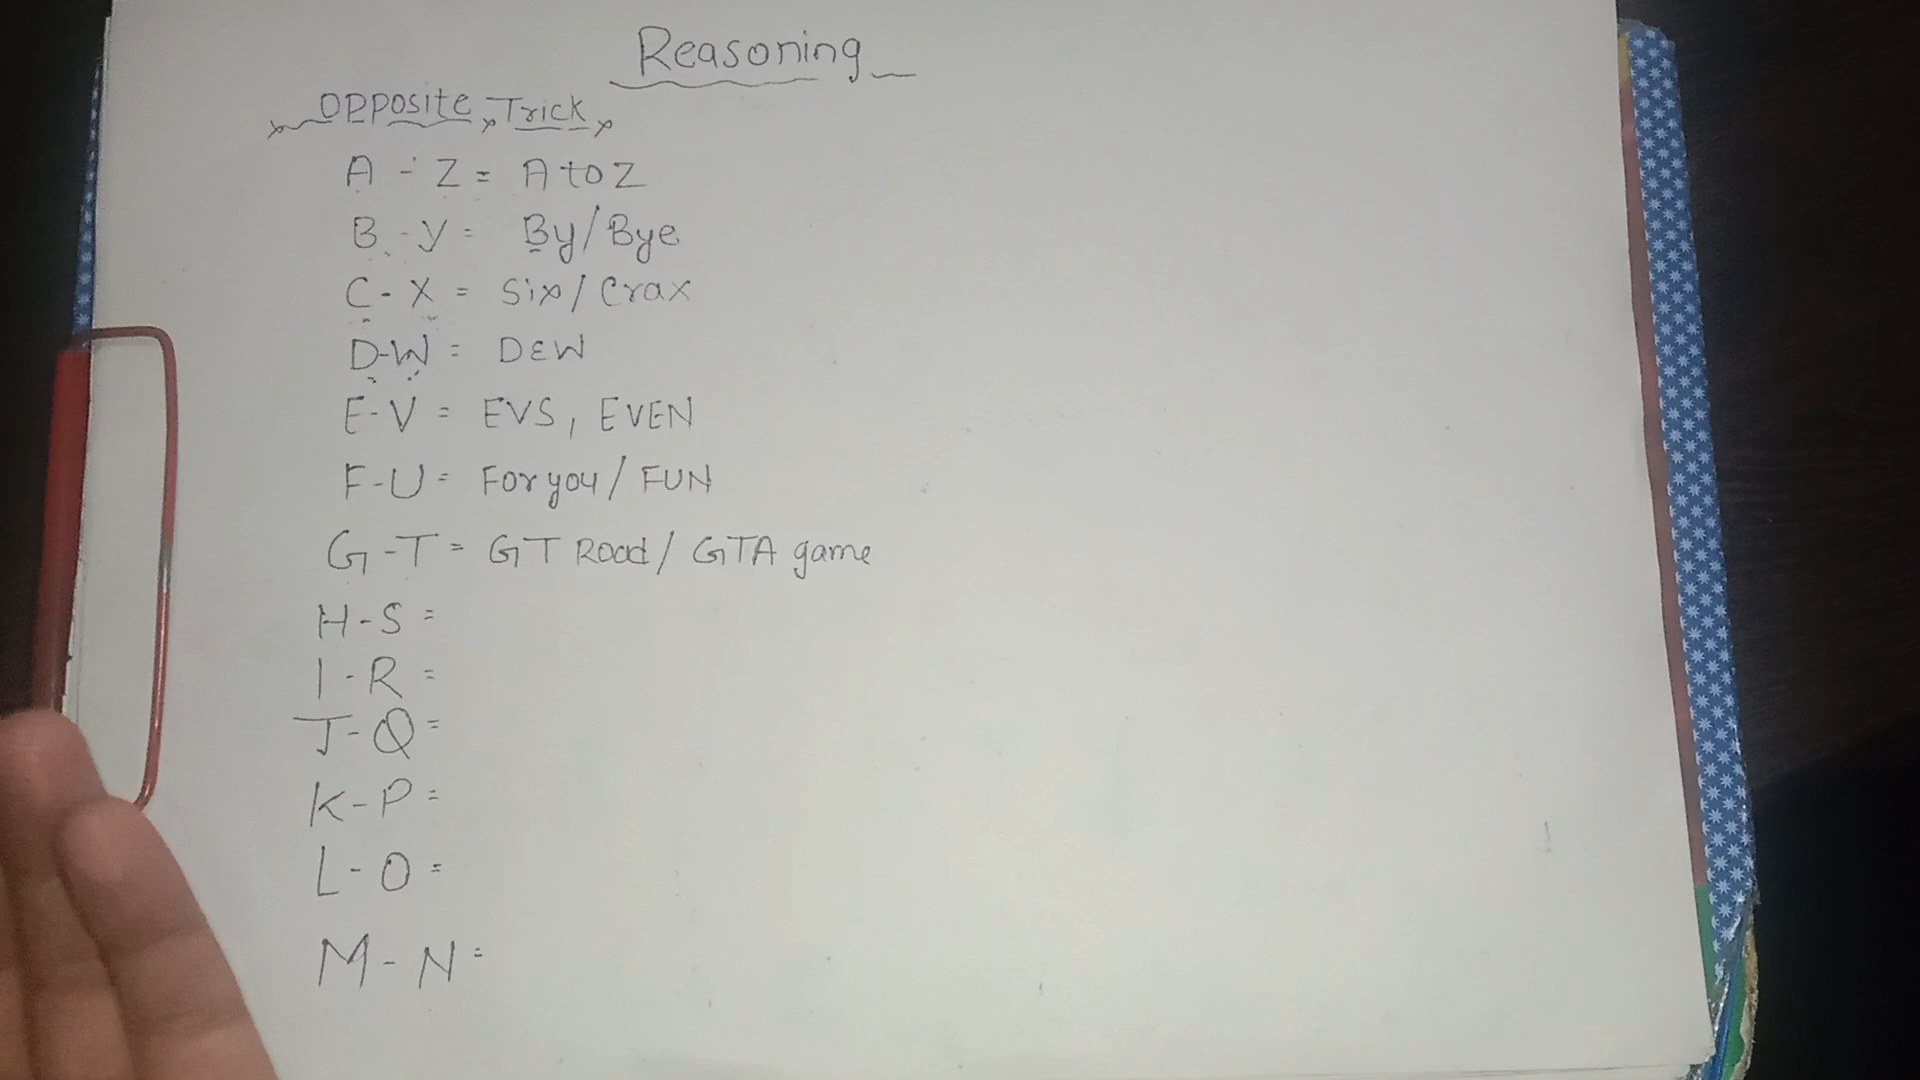 Reasoning
Opposite Trick
A - Z = A to Z
B - Y = By/Bye
C - X = Six/Crax
D-W = DEW
E-V = EVS, EVEN
F-U = For you/FUN
G-T = GT Road/GTA game
H-S =
I-R =
J-Q =
K-P =
L-O =
M-N =